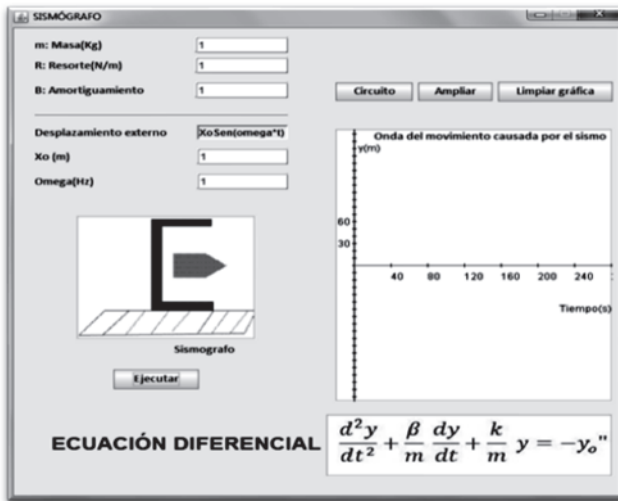 SISMÓGRAFO
m: Masa(Kg) 1
R: Resorte(N/m) 1
B: Amortiguamiento 1
Desplazamiento externo XoSen(omega*t)
Xo (m) 1
Omega(Hz) 1
Sismografo
Ejecutar
Circuito Ampliar Limpiar gráfica
Onda del movimiento causada por el sismo
y(m)
60
30
40 80 120 160 200 240
Tiempo(s)
ECUACIÓN DIFERENCIAL d²y/dt² + β/m dy/dt + k/m y = -yₒ"